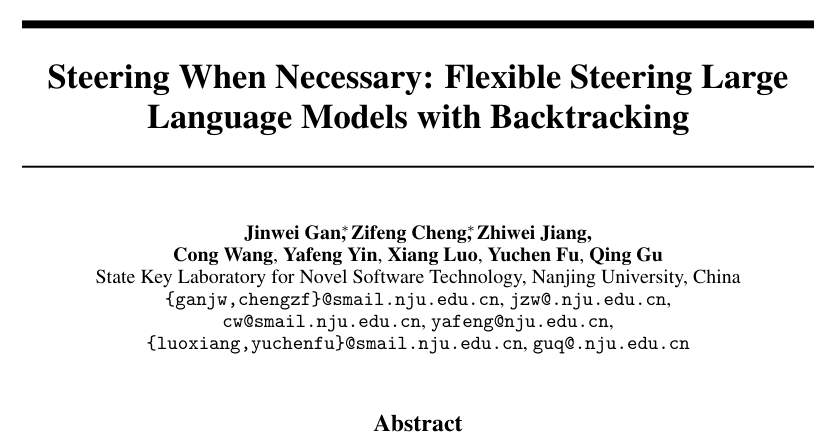 Steering When Necessary: Flexible Steering Large
Language Models with Backtracking
Jinwei Gan,* Zifeng Cheng,* Zhiwei Jiang,
Cong Wang, Yafeng Yin, Xiang Luo, Yuchen Fu, Qing Gu
State Key Laboratory for Novel Software Technology, Nanjing University, China
{ganjw,chengzf}@smail.nju.edu.cn, jzw@.nju.edu.cn,
cw@smail.nju.edu.cn, yafeng@nju.edu.cn,
{luoxiang,yuchenfu}@smail.nju.edu.cn, guq@.nju.edu.cn
Abstract